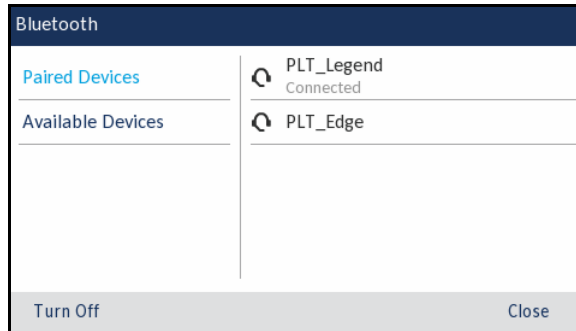 Bluetooth
Paired Devices
Available Devices
PLT_Legend
Connected
PLT_Edge
Turn Off
Close